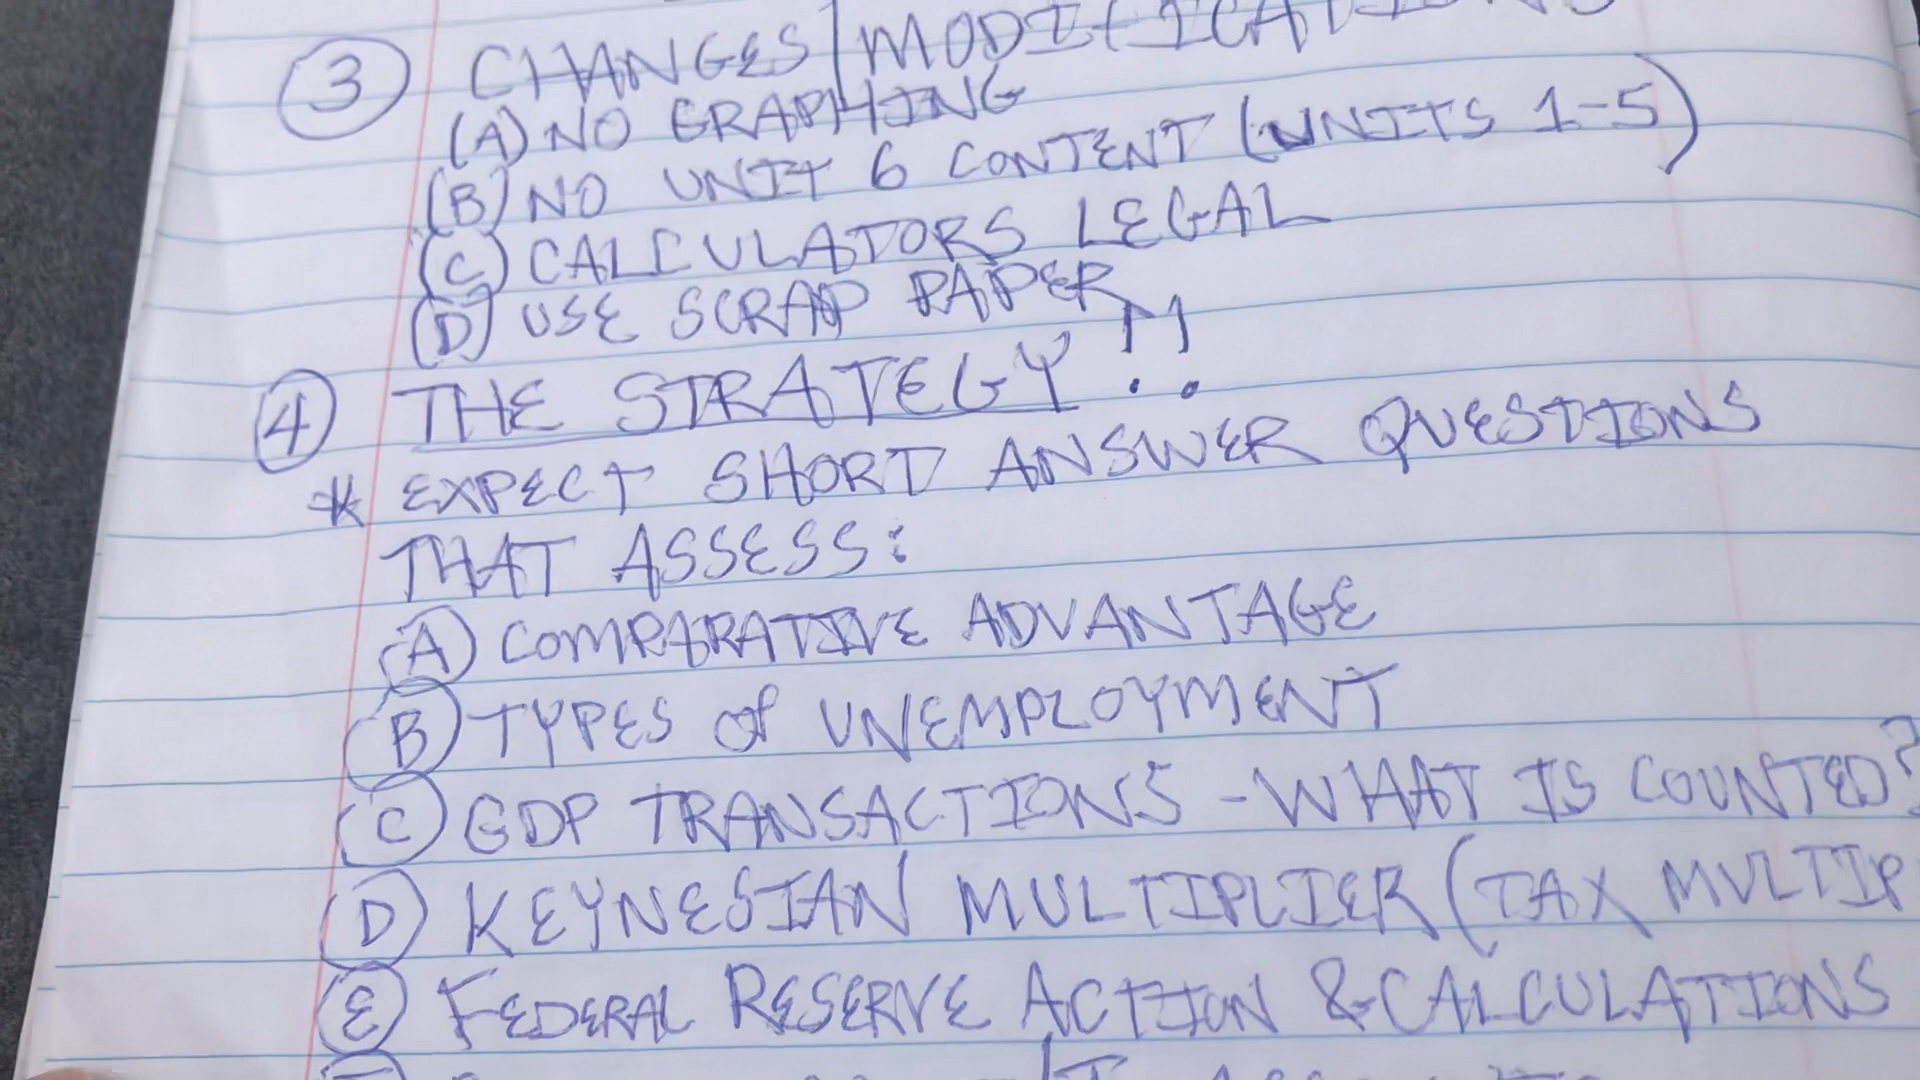 ③ CHANGES/MODIFICATIONS
(A) NO GRAPHING
(B) NO UNIT 6 CONTENT (UNITS 1-5)
(C) CALCULATORS LEGAL
(D) USE SCRAP PAPER
④ THE STRATEGY!!
* EXPECT SHORT ANSWER QUESTIONS
THAT ASSESS:
(A) COMPARATIVE ADVANTAGE
(B) TYPES OF UNEMPLOYMENT
(C) GDP TRANSACTIONS - WHAT IS COUNTED?
(D) KEYNESIAN MULTIPLIER (TAX MULTIP
(E) FEDERAL RESERVE ACTION & CALCULATIONS